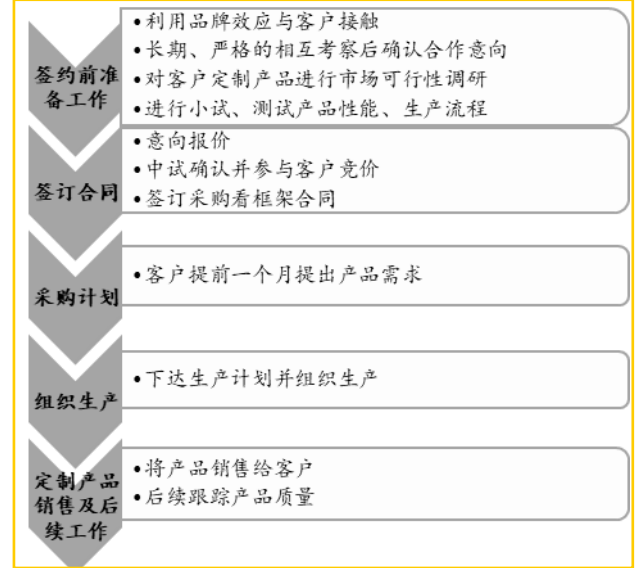 签约前准
备工作
•利用品牌效应与客户接触
•长期、严格的相互考察后确认合作意向
•对客户定制产品进行市场可行性调研
•进行小试、测试产品性能、生产流程
签订合同
•意向报价
•中试确认并参与客户竞价
•签订采购看框架合同
采购计划
•客户提前一个月提出产品需求
组织生产
•下达生产计划并组织生产
定制产品
销售及后
续工作
•将产品销售给客户
•后续跟踪产品质量